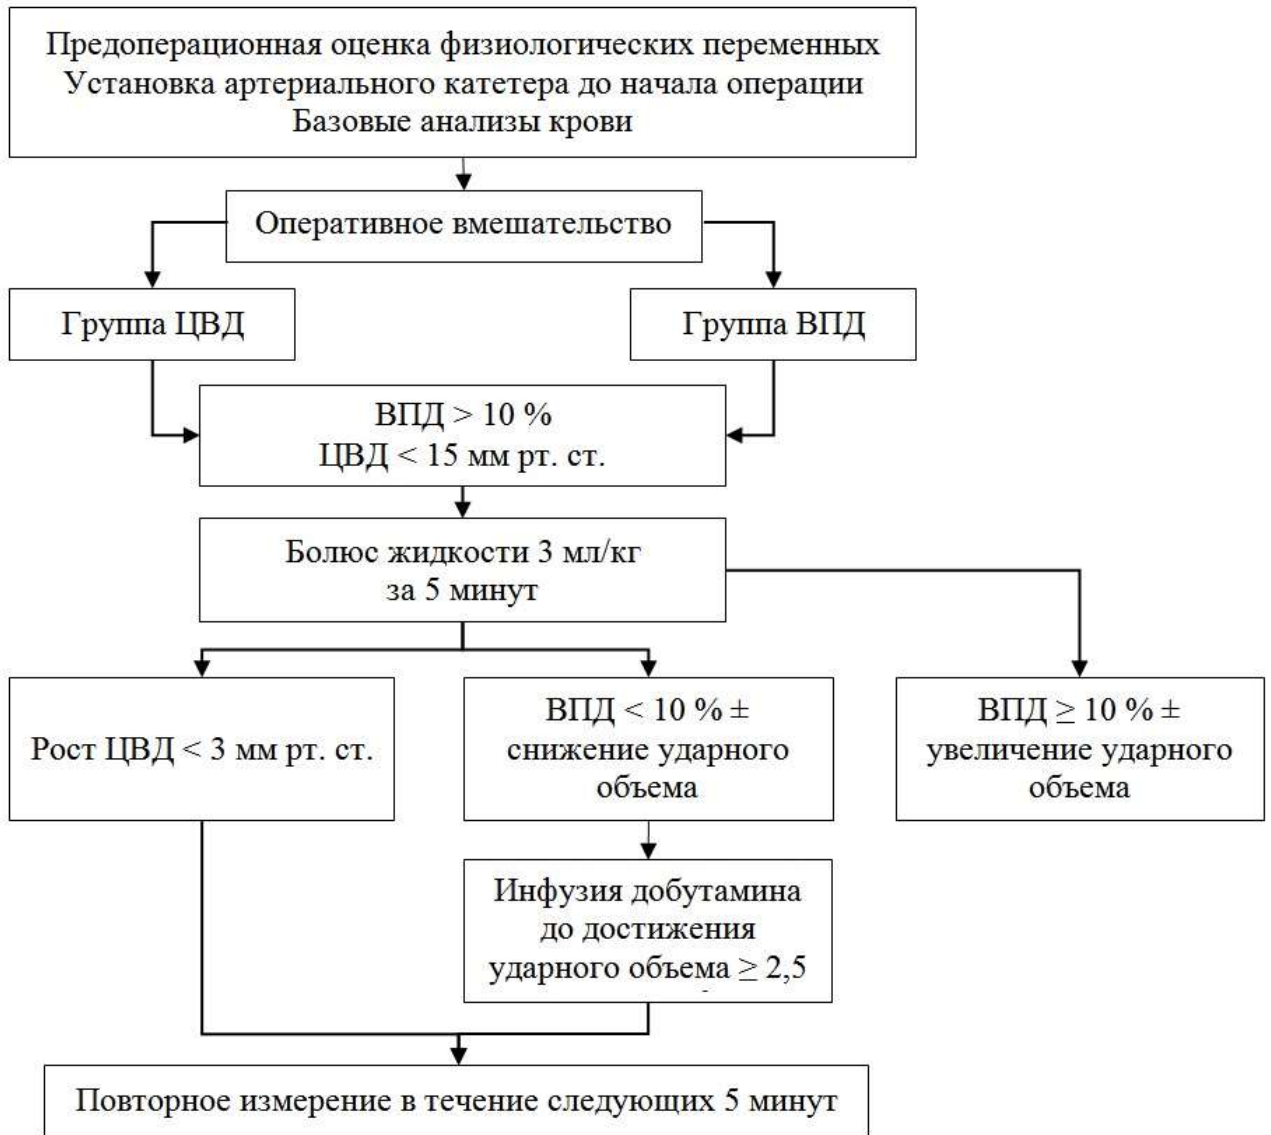 Предоперационная оценка физиологических переменных
Установка артериального катетера до начала операции
Базовые анализы крови
Оперативное вмешательство
Группа ЦВД
Группа ВПД
ВПД > 10 %
ЦВД < 15 мм рт. ст.
Болюс жидкости 3 мл/кг
за 5 минут
Рост ЦВД < 3 мм рт. ст.
ВПД < 10 % ±
снижение ударного
объема
ВПД ≥ 10 % ±
увеличение ударного
объема
Инфузия добутамина
до достижения
ударного объема ≥ 2,5
Повторное измерение в течение следующих 5 минут